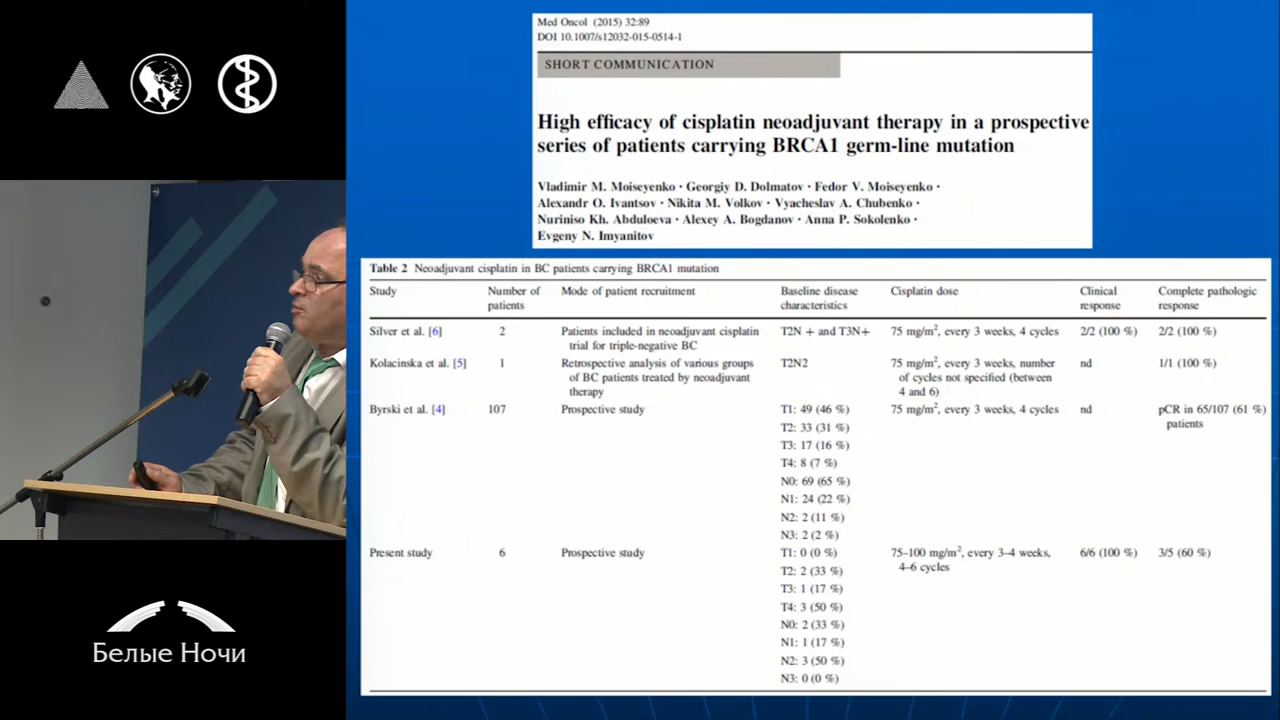 Med Oncol (2015) 32:89
DOI 10.1007/s12032-015-0514-1
SHORT COMMUNICATION
High efficacy of cisplatin neoadjuvant therapy in a prospective
series of patients carrying BRCA1 germ-line mutation
Vladimir M. Moiseyenko · Georgiy D. Dolmatov · Fedor V. Moiseyenko ·
Alexandr O. Ivantsov · Nikita M. Volkov · Vyacheslav A. Chubenko ·
Nuriniso Kh. Abduloeva · Alexey A. Bogdanov · Anna P. Sokolenko ·
Evgeny N. Imyanitov
Table 2 Neoadjuvant cisplatin in BC patients carrying BRCA1 mutation
Study Number of patients Mode of patient recruitment Baseline disease characteristics Cisplatin dose Clinical response Complete pathologic response
Silver et al. [6] 2 Patients included in neoadjuvant cisplatin T2N + and T3N+ 75 mg/m², every 3 weeks, 4 cycles 2/2 (100 %) 2/2 (100 %)
trial for triple-negative BC
Kolacinska et al. [5] 1 Retrospective analysis of various groups T2N2 75 mg/m², every 3 weeks, number nd 1/1 (100 %)
of BC patients treated by neoadjuvant of cycles not specified (between
therapy 4 and 6)
Byrski et al. [4] 107 Prospective study T1: 49 (46 %) 75 mg/m², every 3 weeks, 4 cycles nd pCR in 65/107 (61 %)
T2: 33 (31 %) patients
T3: 17 (16 %)
T4: 8 (7 %)
N0: 69 (65 %)
N1: 24 (22 %)
N2: 2 (11 %)
N3: 2 (2 %)
Present study 6 Prospective study T1: 0 (0 %) 75–100 mg/m², every 3–4 weeks, 6/6 (100 %) 3/5 (60 %)
T2: 2 (33 %) 4–6 cycles
T3: 1 (17 %)
T4: 3 (50 %)
N0: 2 (33 %)
N1: 1 (17 %)
N2: 3 (50 %)
N3: 0 (0 %)
Белые Ночи